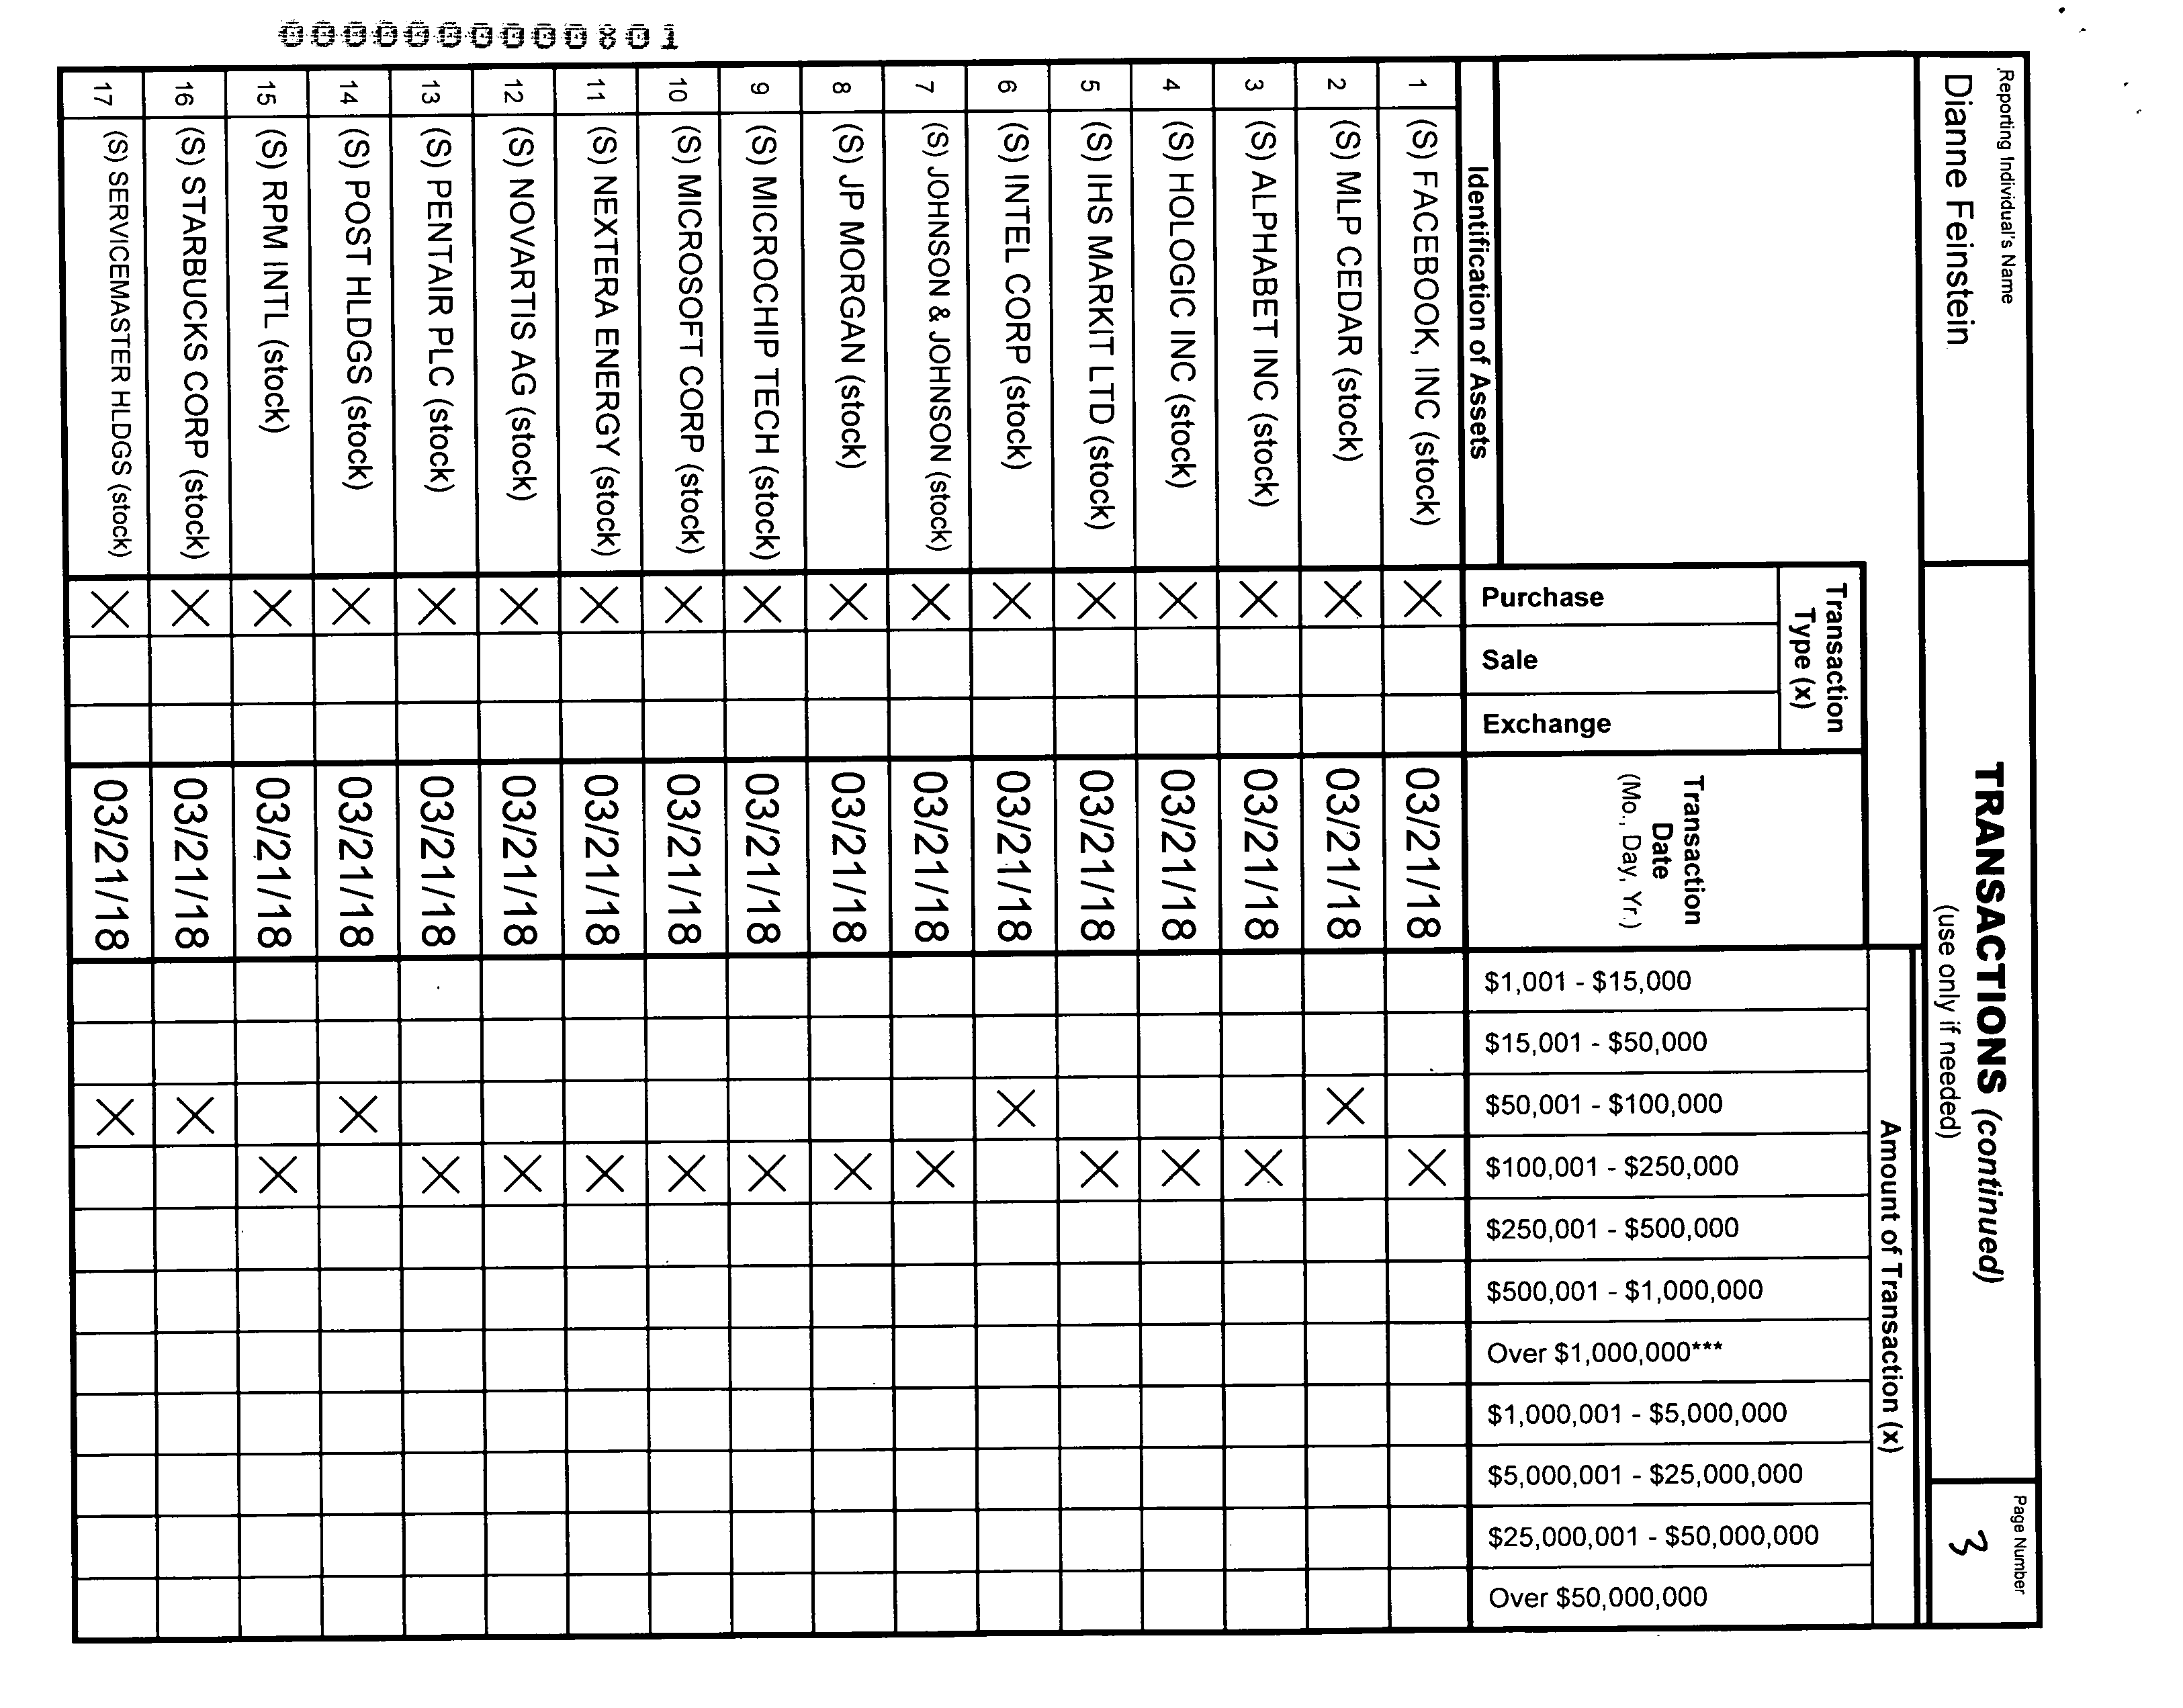 Reporting Individual's Name
Dianne Feinstein
TRANSACTIONS (continued)
(use only if needed)
Page Number
3
Identification of Assets
Transaction
Type (x)
Purchase
Sale
Exchange
Transaction
Date
(Mo., Day, Yr.)
Amount of Transaction (x)
$1,001 - $15,000
$15,001 - $50,000
$50,001 - $100,000
$100,001 - $250,000
$250,001 - $500,000
$500,001 - $1,000,000
Over $1,000,000***
$1,000,001 - $5,000,000
$5,000,001 - $25,000,000
$25,000,001 - $50,000,000
Over $50,000,000
1 (S) FACEBOOK, INC (stock) X 03/21/18 X
2 (S) MLP CEDAR (stock) X 03/21/18 X
3 (S) ALPHABET INC (stock) X 03/21/18 X
4 (S) HOLOGIC INC (stock) X 03/21/18 X
5 (S) IHS MARKIT LTD (stock) X 03/21/18 X
6 (S) INTEL CORP (stock) X 03/21/18 X
7 (S) JOHNSON & JOHNSON (stock) X 03/21/18 X
8 (S) JP MORGAN (stock) X 03/21/18 X
9 (S) MICROCHIP TECH (stock) X 03/21/18 X
10 (S) MICROSOFT CORP (stock) X 03/21/18 X
11 (S) NEXTERA ENERGY (stock) X 03/21/18 X
12 (S) NOVARTIS AG (stock) X 03/21/18 X
13 (S) PENTAIR PLC (stock) X 03/21/18 X
14 (S) POST HLDGS (stock) X 03/21/18 X
15 (S) RPM INTL (stock) X 03/21/18 X
16 (S) STARBUCKS CORP (stock) X 03/21/18 X
17 (S) SERVICEMASTER HLDGS (stock) X 03/21/18 X